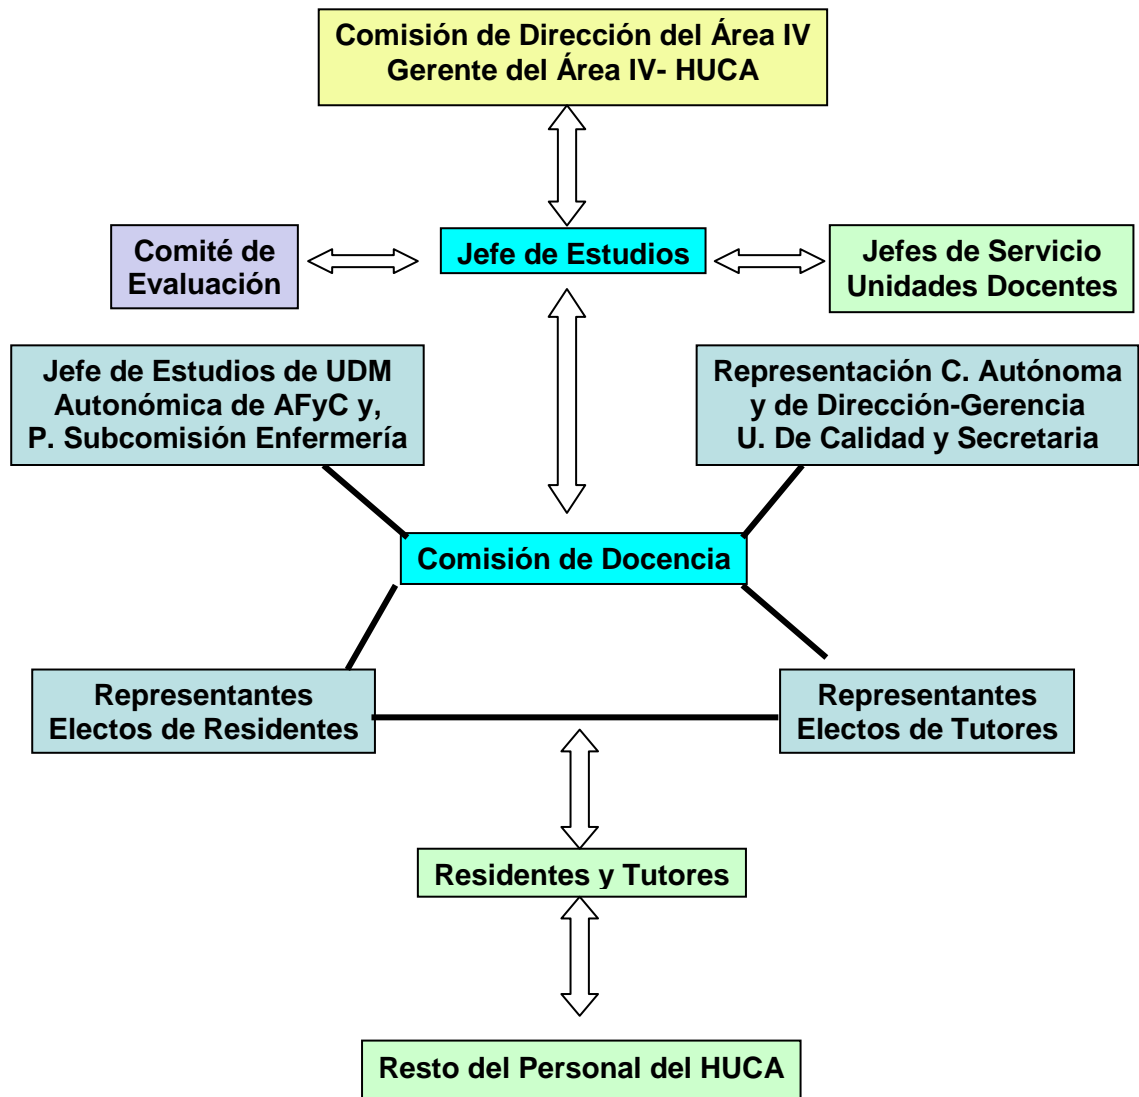 Comisión de Dirección del Área IV
Gerente del Área IV- HUCA
Comité de
Evaluación
Jefe de Estudios
Jefes de Servicio
Unidades Docentes
Jefe de Estudios de UDM
Autonómica de AFyC y,
P. Subcomisión Enfermería
Representación C. Autónoma
y de Dirección-Gerencia
U. De Calidad y Secretaria
Comisión de Docencia
Representantes
Electos de Residentes
Representantes
Electos de Tutores
Residentes y Tutores
Resto del Personal del HUCA